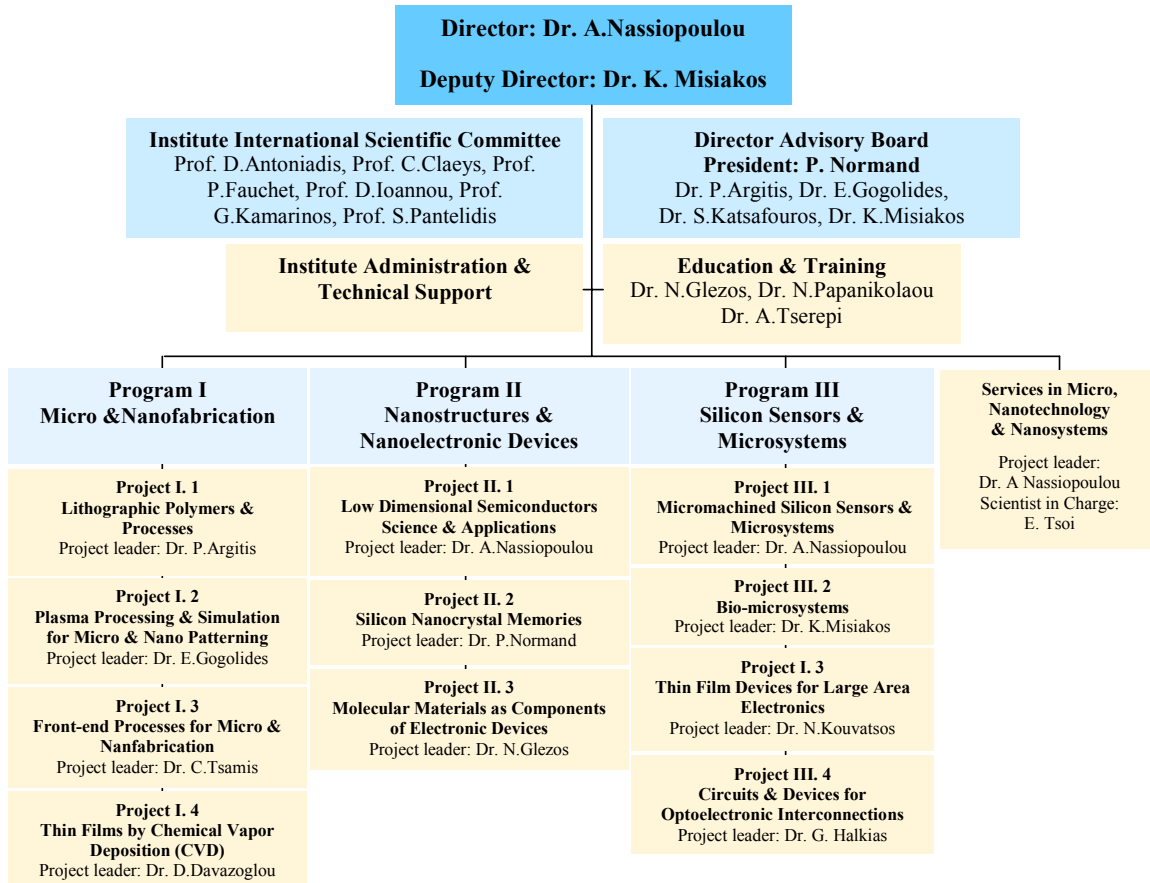 Director: Dr. A.Nassiopoulou
Deputy Director: Dr. K. Misiakos
Institute International Scientific Committee
Prof. D.Antoniadis, Prof. C.Claeys, Prof.
P.Fauchet, Prof. D.Ioannou, Prof.
G.Kamarinos, Prof. S.Pantelidis
Director Advisory Board
President: P. Normand
Dr. P.Argitis, Dr. E.Gogolides,
Dr. S.Katsafouros, Dr. K.Misiakos
Institute Administration &
Technical Support
Education & Training
Dr. N.Glezos, Dr. N.Papanikolaou
Dr. A.Tserepi
Program I
Micro &Nanofabrication
Project I. 1
Lithographic Polymers &
Processes
Project leader: Dr. P.Argitis
Project I. 2
Plasma Processing & Simulation
for Micro & Nano Patterning
Project leader: Dr. E.Gogolides
Project I. 3
Front-end Processes for Micro &
Nanfabrication
Project leader: Dr. C.Tsamis
Project I. 4
Thin Films by Chemical Vapor
Deposition (CVD)
Project leader: Dr. D.Davazoglou
Program II
Nanostructures &
Nanoelectronic Devices
Project II. 1
Low Dimensional Semiconductors
Science & Applications
Project leader: Dr. A.Nassiopoulou
Project II. 2
Silicon Nanocrystal Memories
Project leader: Dr. P.Normand
Project II. 3
Molecular Materials as Components
of Electronic Devices
Project leader: Dr. N.Glezos
Program III
Silicon Sensors &
Microsystems
Project III. 1
Micromachined Silicon Sensors &
Microsystems
Project leader: Dr. A.Nassiopoulou
Project III. 2
Bio-microsystems
Project leader: Dr. K.Misiakos
Project I. 3
Thin Film Devices for Large Area
Electronics
Project leader: Dr. N.Kouvatsos
Project III. 4
Circuits & Devices for
Optoelectronic Interconnections
Project leader: Dr. G. Halkias
Services in Micro,
Nanotechnology
& Nanosystems
Project leader:
Dr. A Nassiopoulou
Scientist in Charge:
E. Tsoi